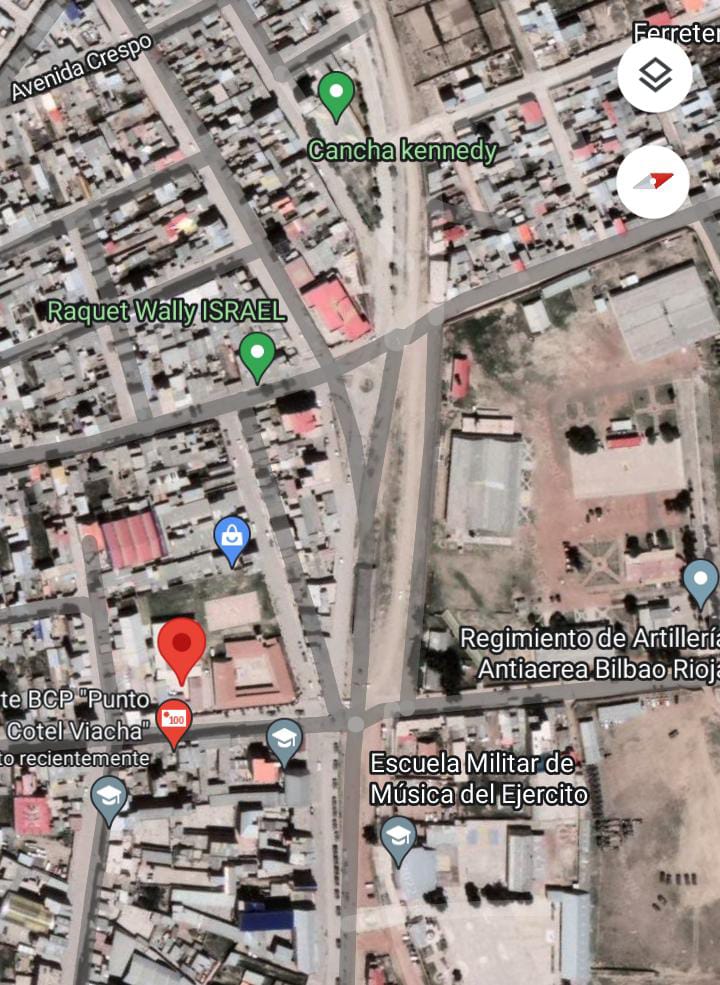 Ferreter
Avenida Crespo
Cancha kennedy
Raquet Wally ISRAEL
Regimiento de Artillería
Antiaerea Bilbao Rioja
te BCP "Punto
Cotel Viacha"
to recientemente
100
Escuela Militar de
Música del Ejercito